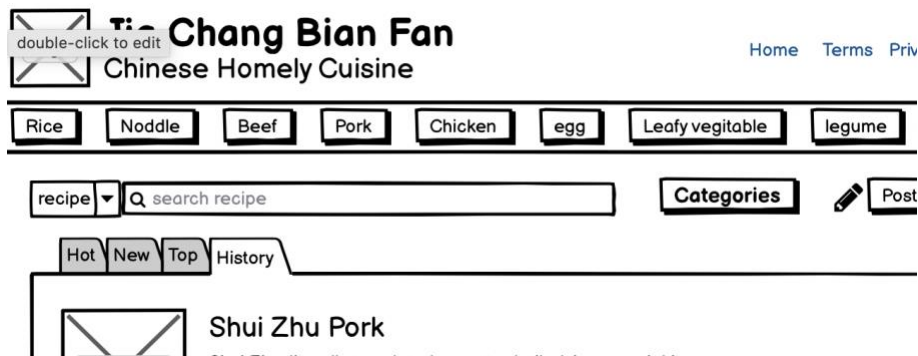 Chang Bian Fan
double-click to edit
Chinese Homely Cuisine
Home Terms
Rice Noddle Beef Pork Chicken egg Leafy vegitable legume
recipe search recipe Categories Post
Hot New Top History
Shui Zhu Pork